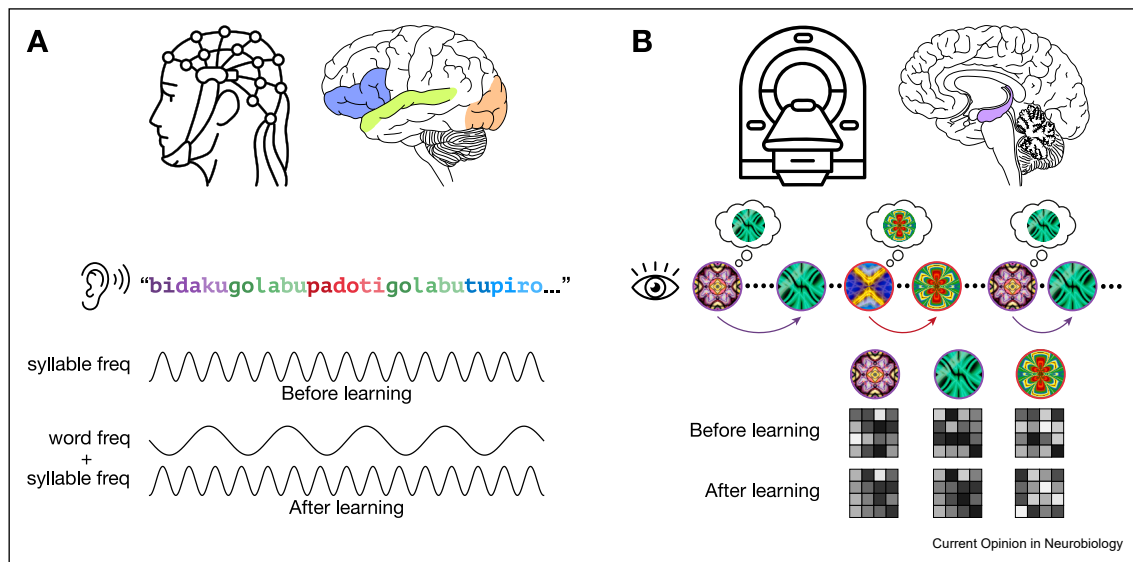 A
B
“bidakugolabupadotigolabutupiro...”
syllable freq
Before learning
word freq
+
syllable freq
After learning
Before learning
After learning
Current Opinion in Neurobiology